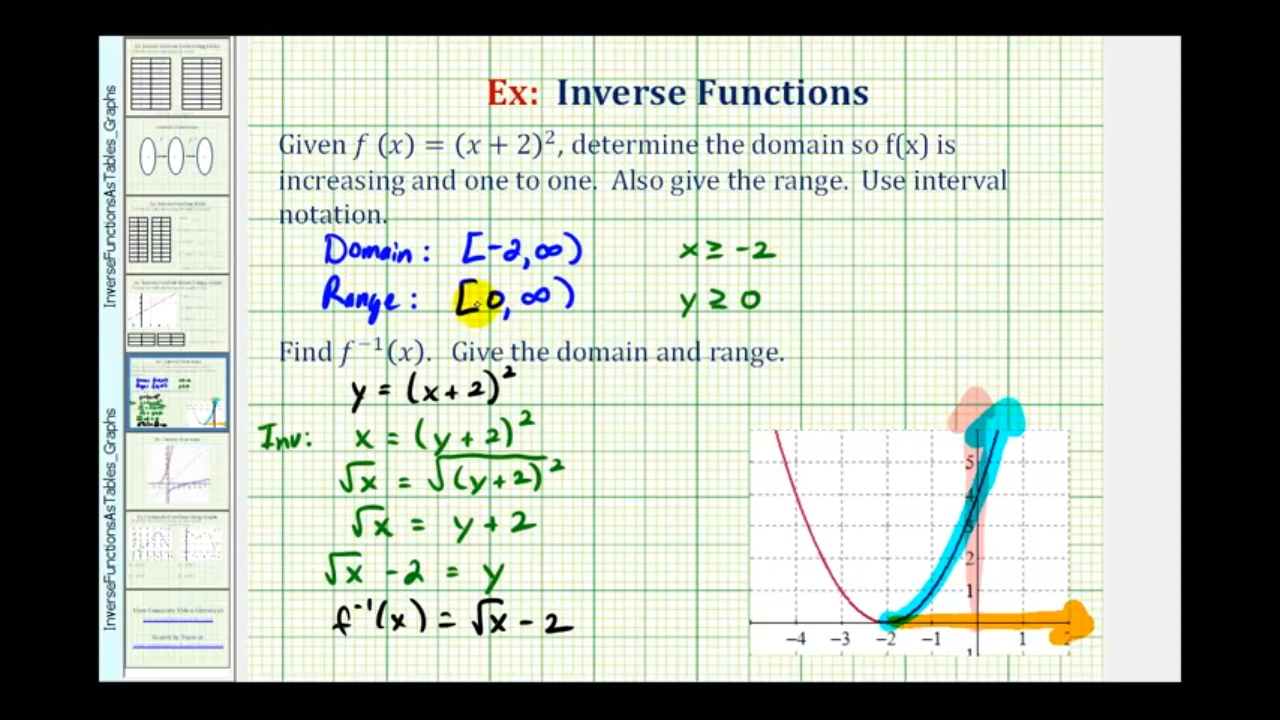 InverseFunctionsAsTables_Graphs
InverseFunctionsAsTables_Graphs
Ex: Inverse Functions
Given f (x) = (x + 2)², determine the domain so f(x) is
increasing and one to one. Also give the range. Use interval
notation.
Domain: [-2, ∞) x ≥ -2
Range: [0, ∞) y ≥ 0
Find f⁻¹(x). Give the domain and range.
y = (x + 2)²
Inv: x = (y + 2)²
√x = √(y + 2)²
√x = y + 2
√x - 2 = y
f⁻¹(x) = √x - 2
5
4
3
2
1
−4 −3 −2 −1 1 2